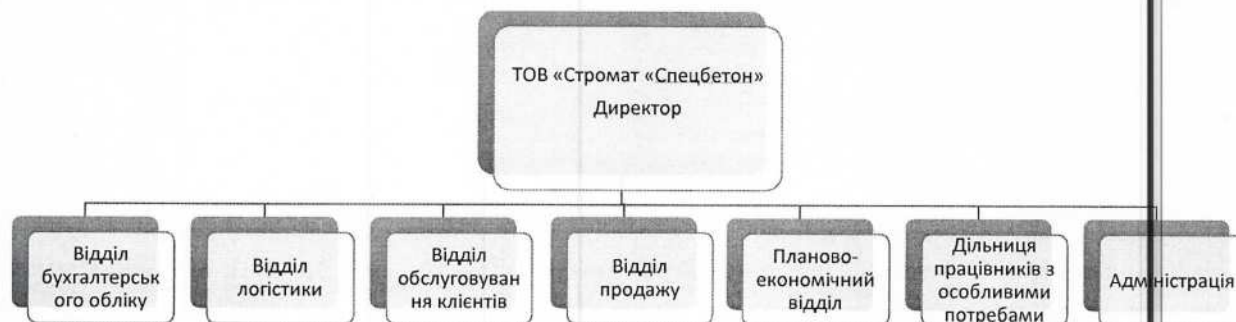 ТОВ «Стромат «Спецбетон»
Директор
Відділ
бухгалтерськ
ого обліку
Відділ
логістики
Відділ
обслуговуван
ня клієнтів
Відділ
продажу
Планово-
економічний
відділ
Дільниця
працівників з
особливими
потребами
Адміністрація